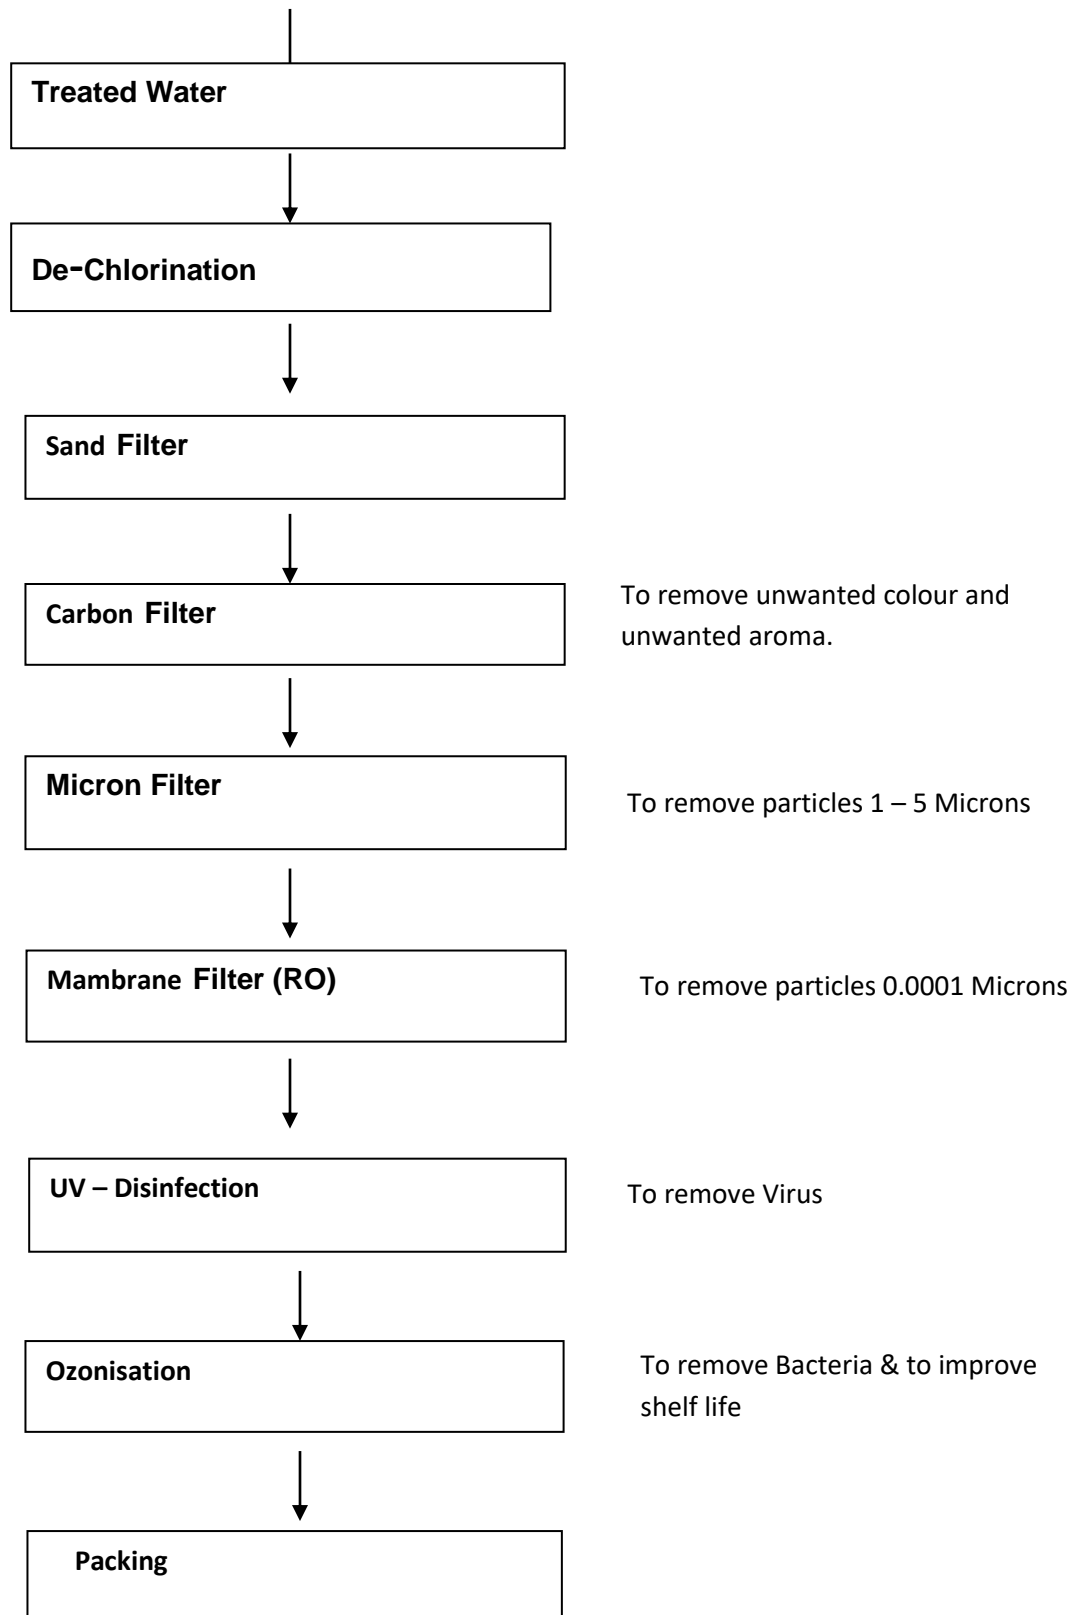 Treated Water
De-Chlorination
Sand Filter
Carbon Filter
To remove unwanted colour and
unwanted aroma.
Micron Filter
To remove particles 1 – 5 Microns
Mambrane Filter (RO)
To remove particles 0.0001 Microns
UV – Disinfection
To remove Virus
Ozonisation
To remove Bacteria & to improve
shelf life
Packing